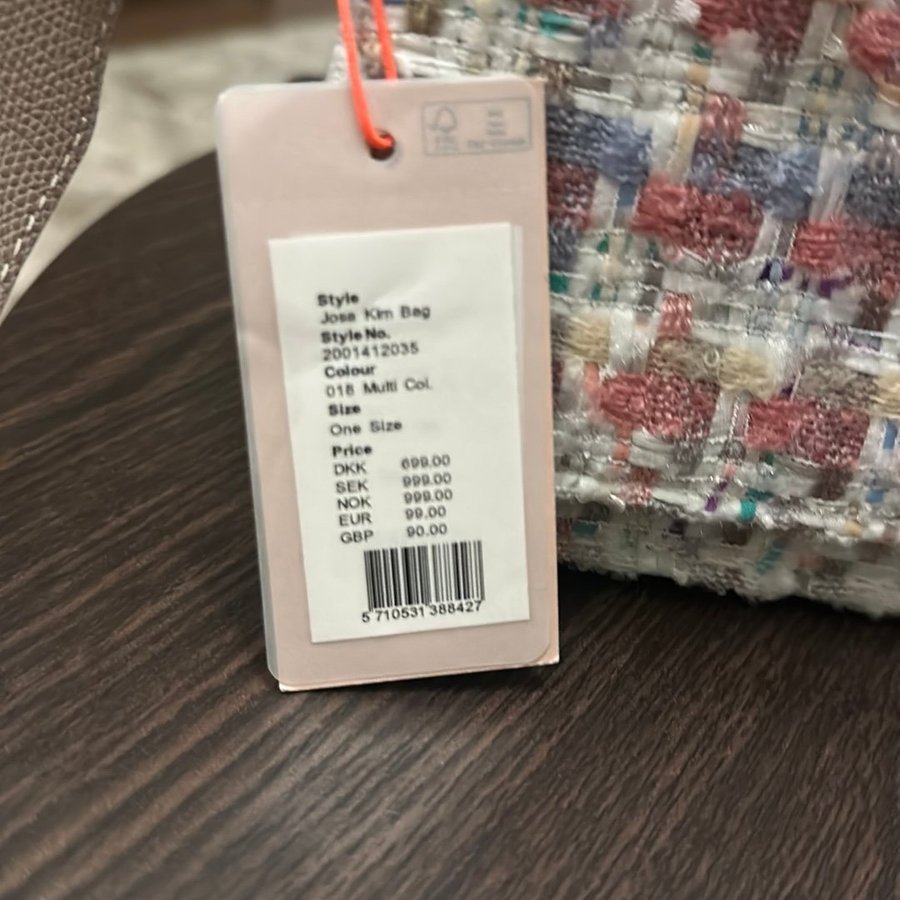 Style
Josa Kim Bag
Style No.
2001412035
Colour
018 Multi Col.
Size
One Size
Price
DKK 699.00
SEK 999.00
NOK 999.00
EUR 99.00
GBP 90.00
5 710531 388427